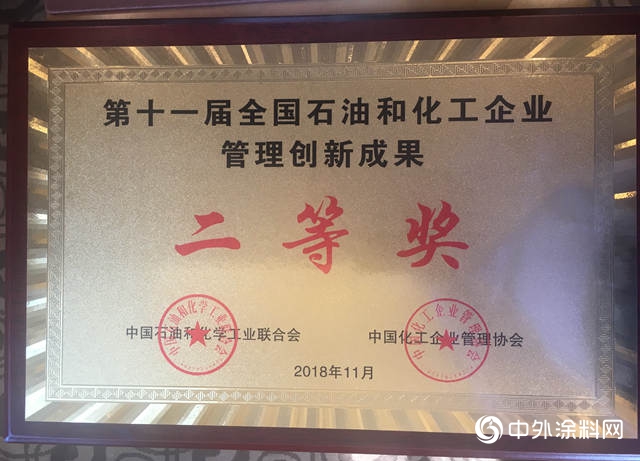 第十一届全国石油和化工企业
管理创新成果
二等奖
中国石油和化学工业联合会
中国化工企业管理协会
2018年11月
中外涂料网